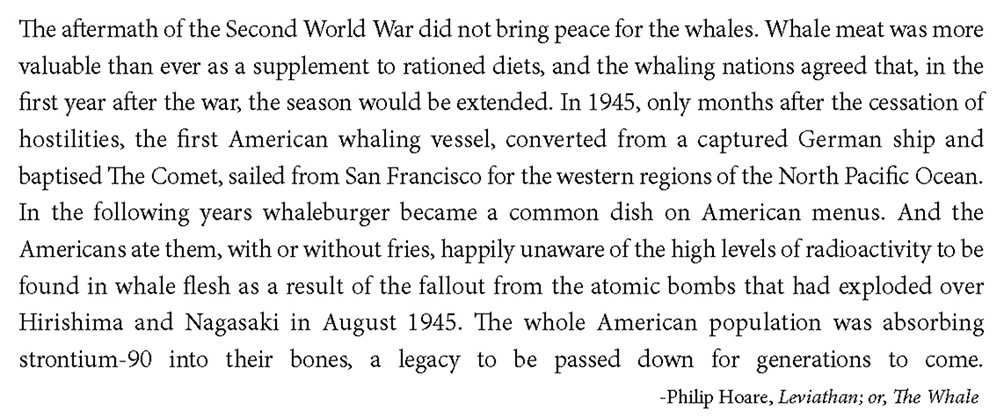 The aftermath of the Second World War did not bring peace for the whales. Whale meat was more
valuable than ever as a supplement to rationed diets, and the whaling nations agreed that, in the
first year after the war, the season would be extended. In 1945, only months after the cessation of
hostilities, the first American whaling vessel, converted from a captured German ship and
baptised The Comet, sailed from San Francisco for the western regions of the North Pacific Ocean.
In the following years whaleburger became a common dish on American menus. And the
Americans ate them, with or without fries, happily unaware of the high levels of radioactivity to be
found in whale flesh as a result of the fallout from the atomic bombs that had exploded over
Hirishima and Nagasaki in August 1945. The whole American population was absorbing
strontium-90 into their bones, a legacy to be passed down for generations to come.
-Philip Hoare, Leviathan; or, The Whale